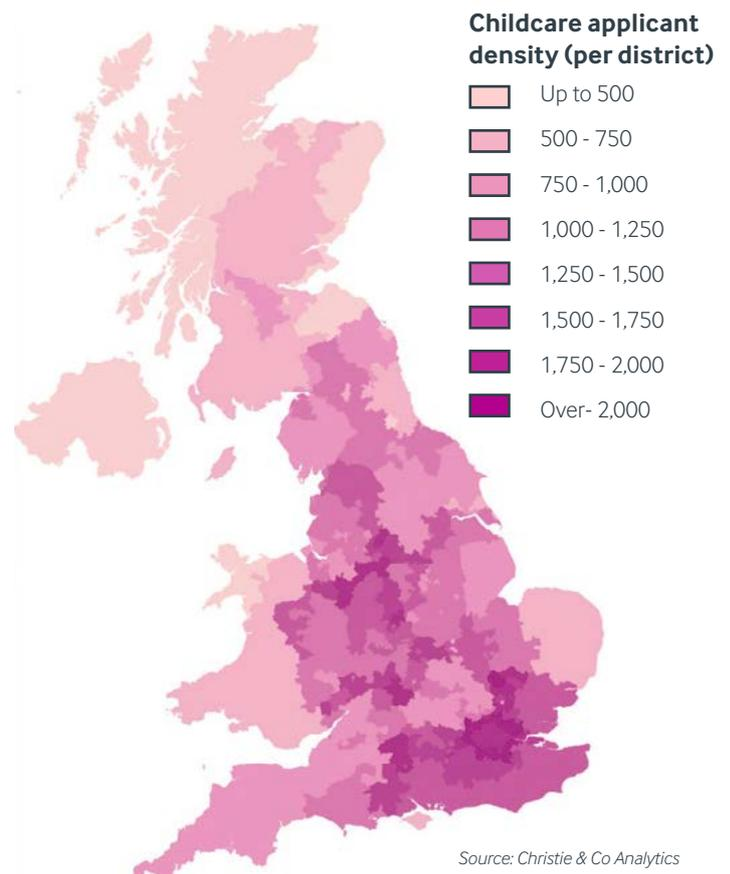 Childcare applicant
density (per district)
Up to 500
500 - 750
750 - 1,000
1,000 - 1,250
1,250 - 1,500
1,500 - 1,750
1,750 - 2,000
Over- 2,000
Source: Christie & Co Analytics